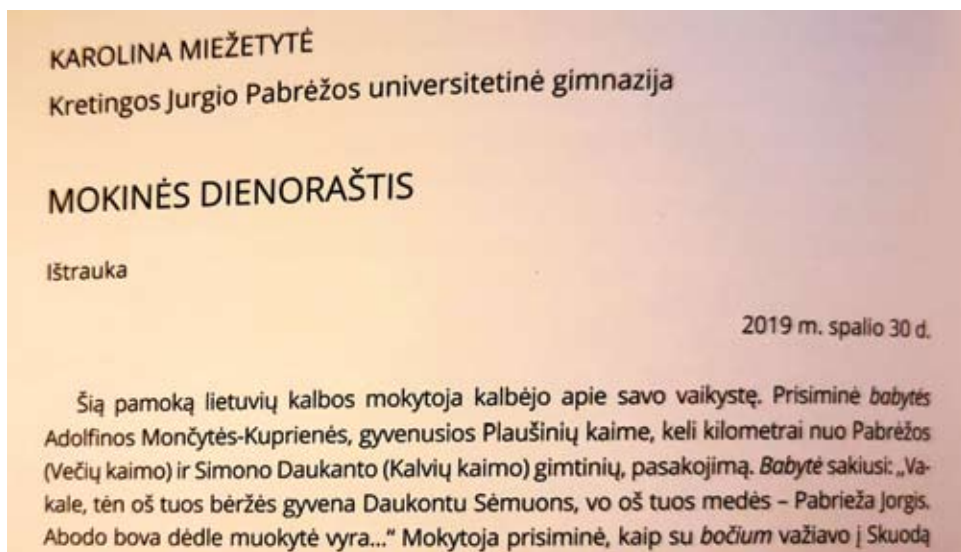 KAROLINA MIEŽETYTĖ
Kretingos Jurgio Pabrėžos universitetinė gimnazija
MOKINĖS DIENORAŠTIS
Ištrauka
2019 m. spalio 30 d.
Šią pamoką lietuvių kalbos mokytoja kalbėjo apie savo vaikystę. Prisiminė babytės
Adolfinos Mončytės-Kuprienės, gyvenusios Plaušinių kaime, keli kilometrai nuo Pabrėžos
(Večių kaimo) ir Simono Daukanto (Kalvių kaimo) gimtinių, pasakojimą. Babytė sakiusi: „Va-
kale, tėn oš tuos bėržės gyvena Daukontu Sėmuons, vo oš tuos medės – Pabrieža Jorgis.
Abodo bova dėdle muokytė vyra...“ Mokytoja prisiminė, kaip su bočium važiavo į Skuodą